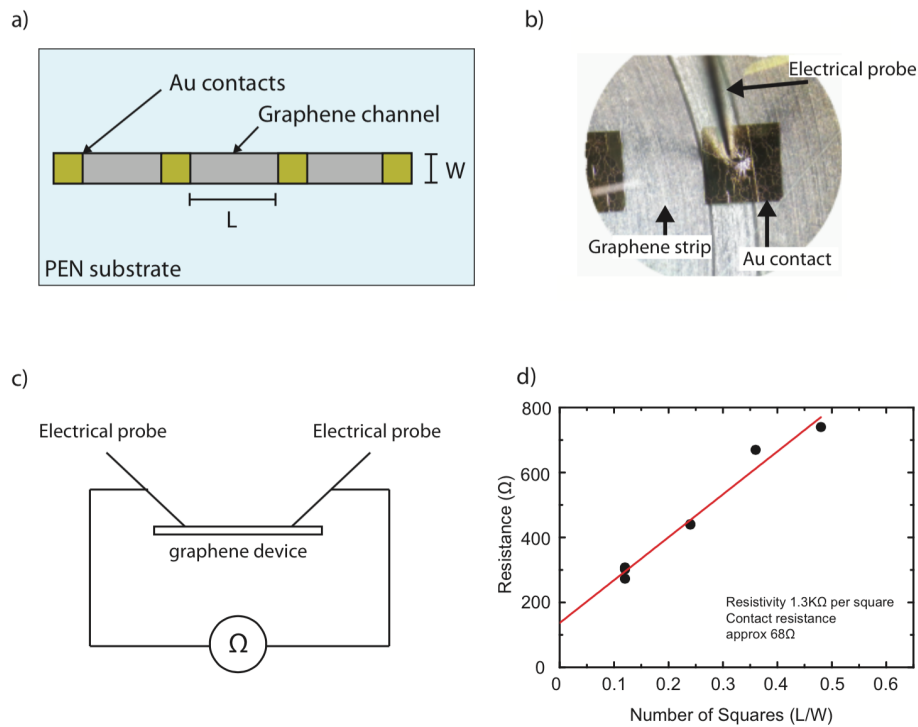 a)
Au contacts
Graphene channel
W
L
PEN substrate
b)
Electrical probe
Graphene strip
Au contact
c)
Electrical probe
Electrical probe
graphene device
Ω
d)
800
600
400
200
0
Resistance (Ω)
Resistivity 1.3KΩ per square
Contact resistance
approx 68Ω
0 0.1 0.2 0.3 0.4 0.5 0.6
Number of Squares (L/W)